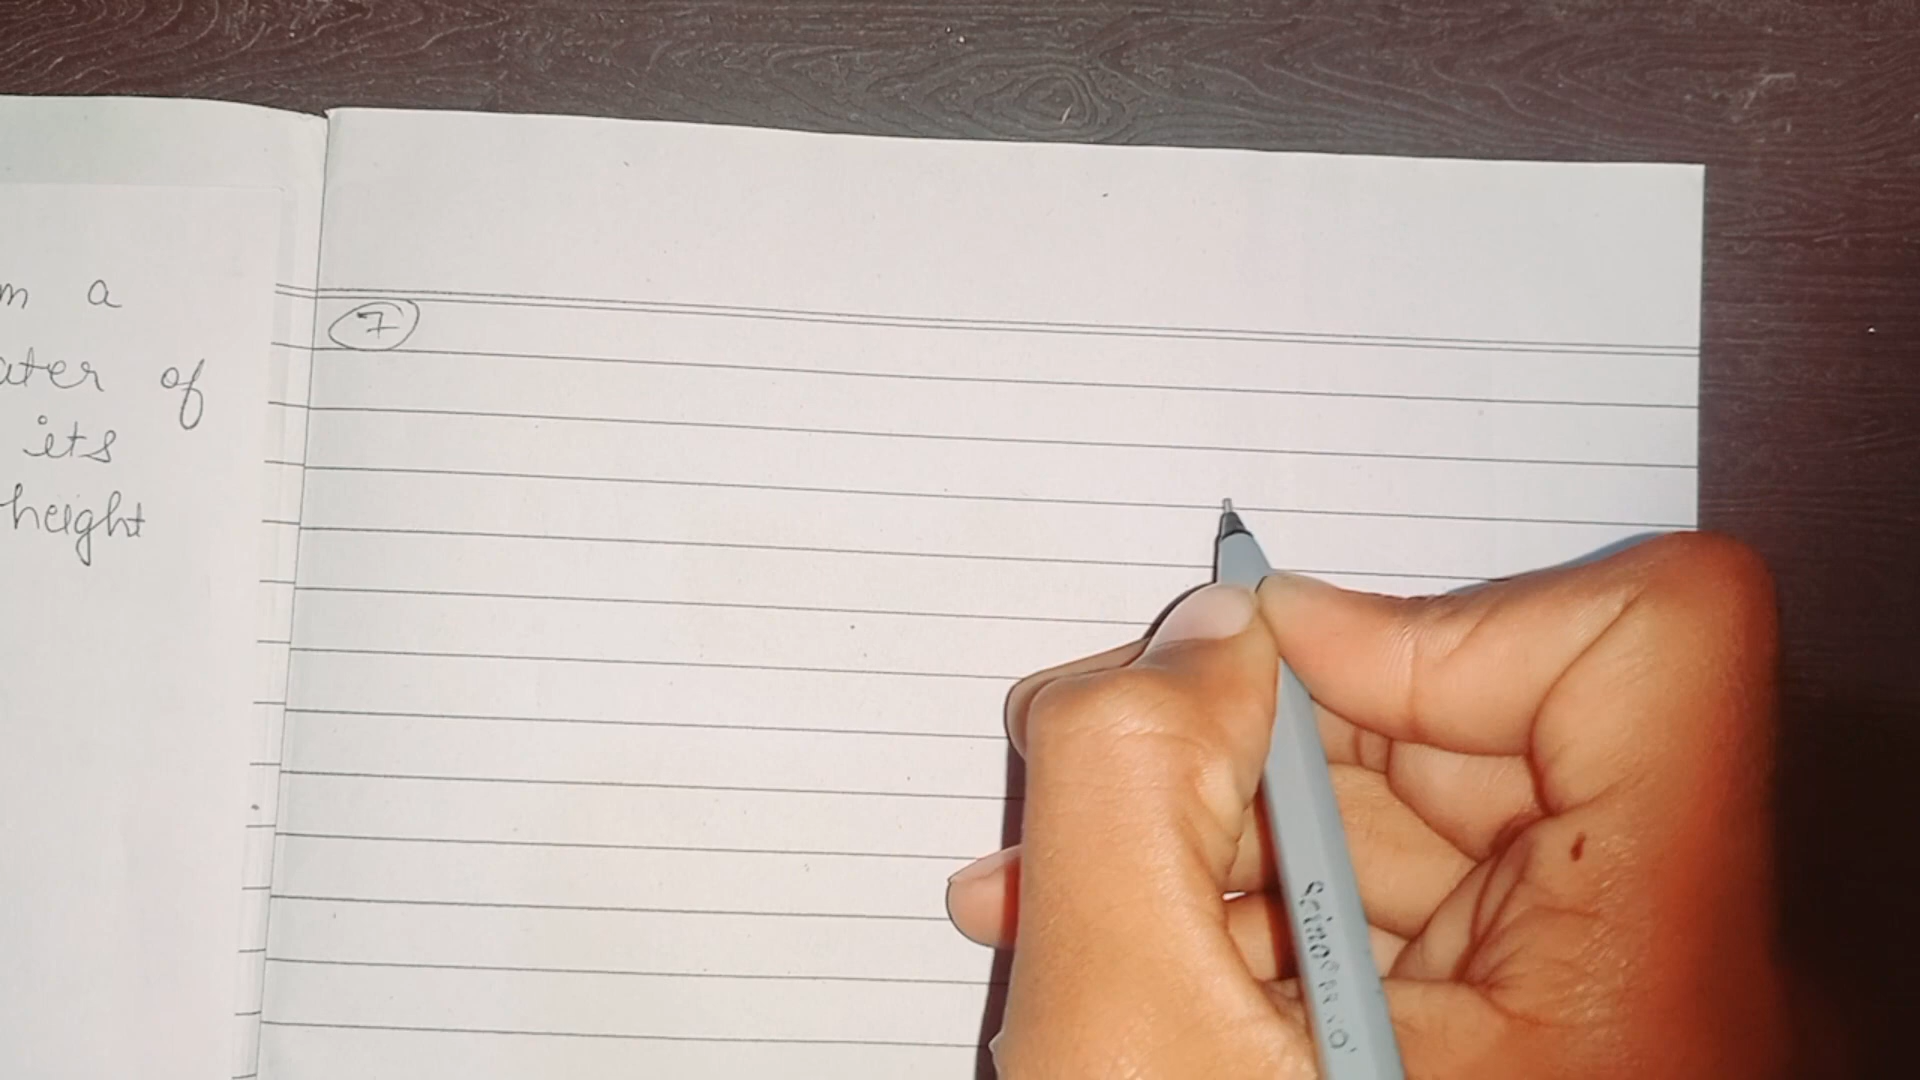 m a
ater of
its
height
7